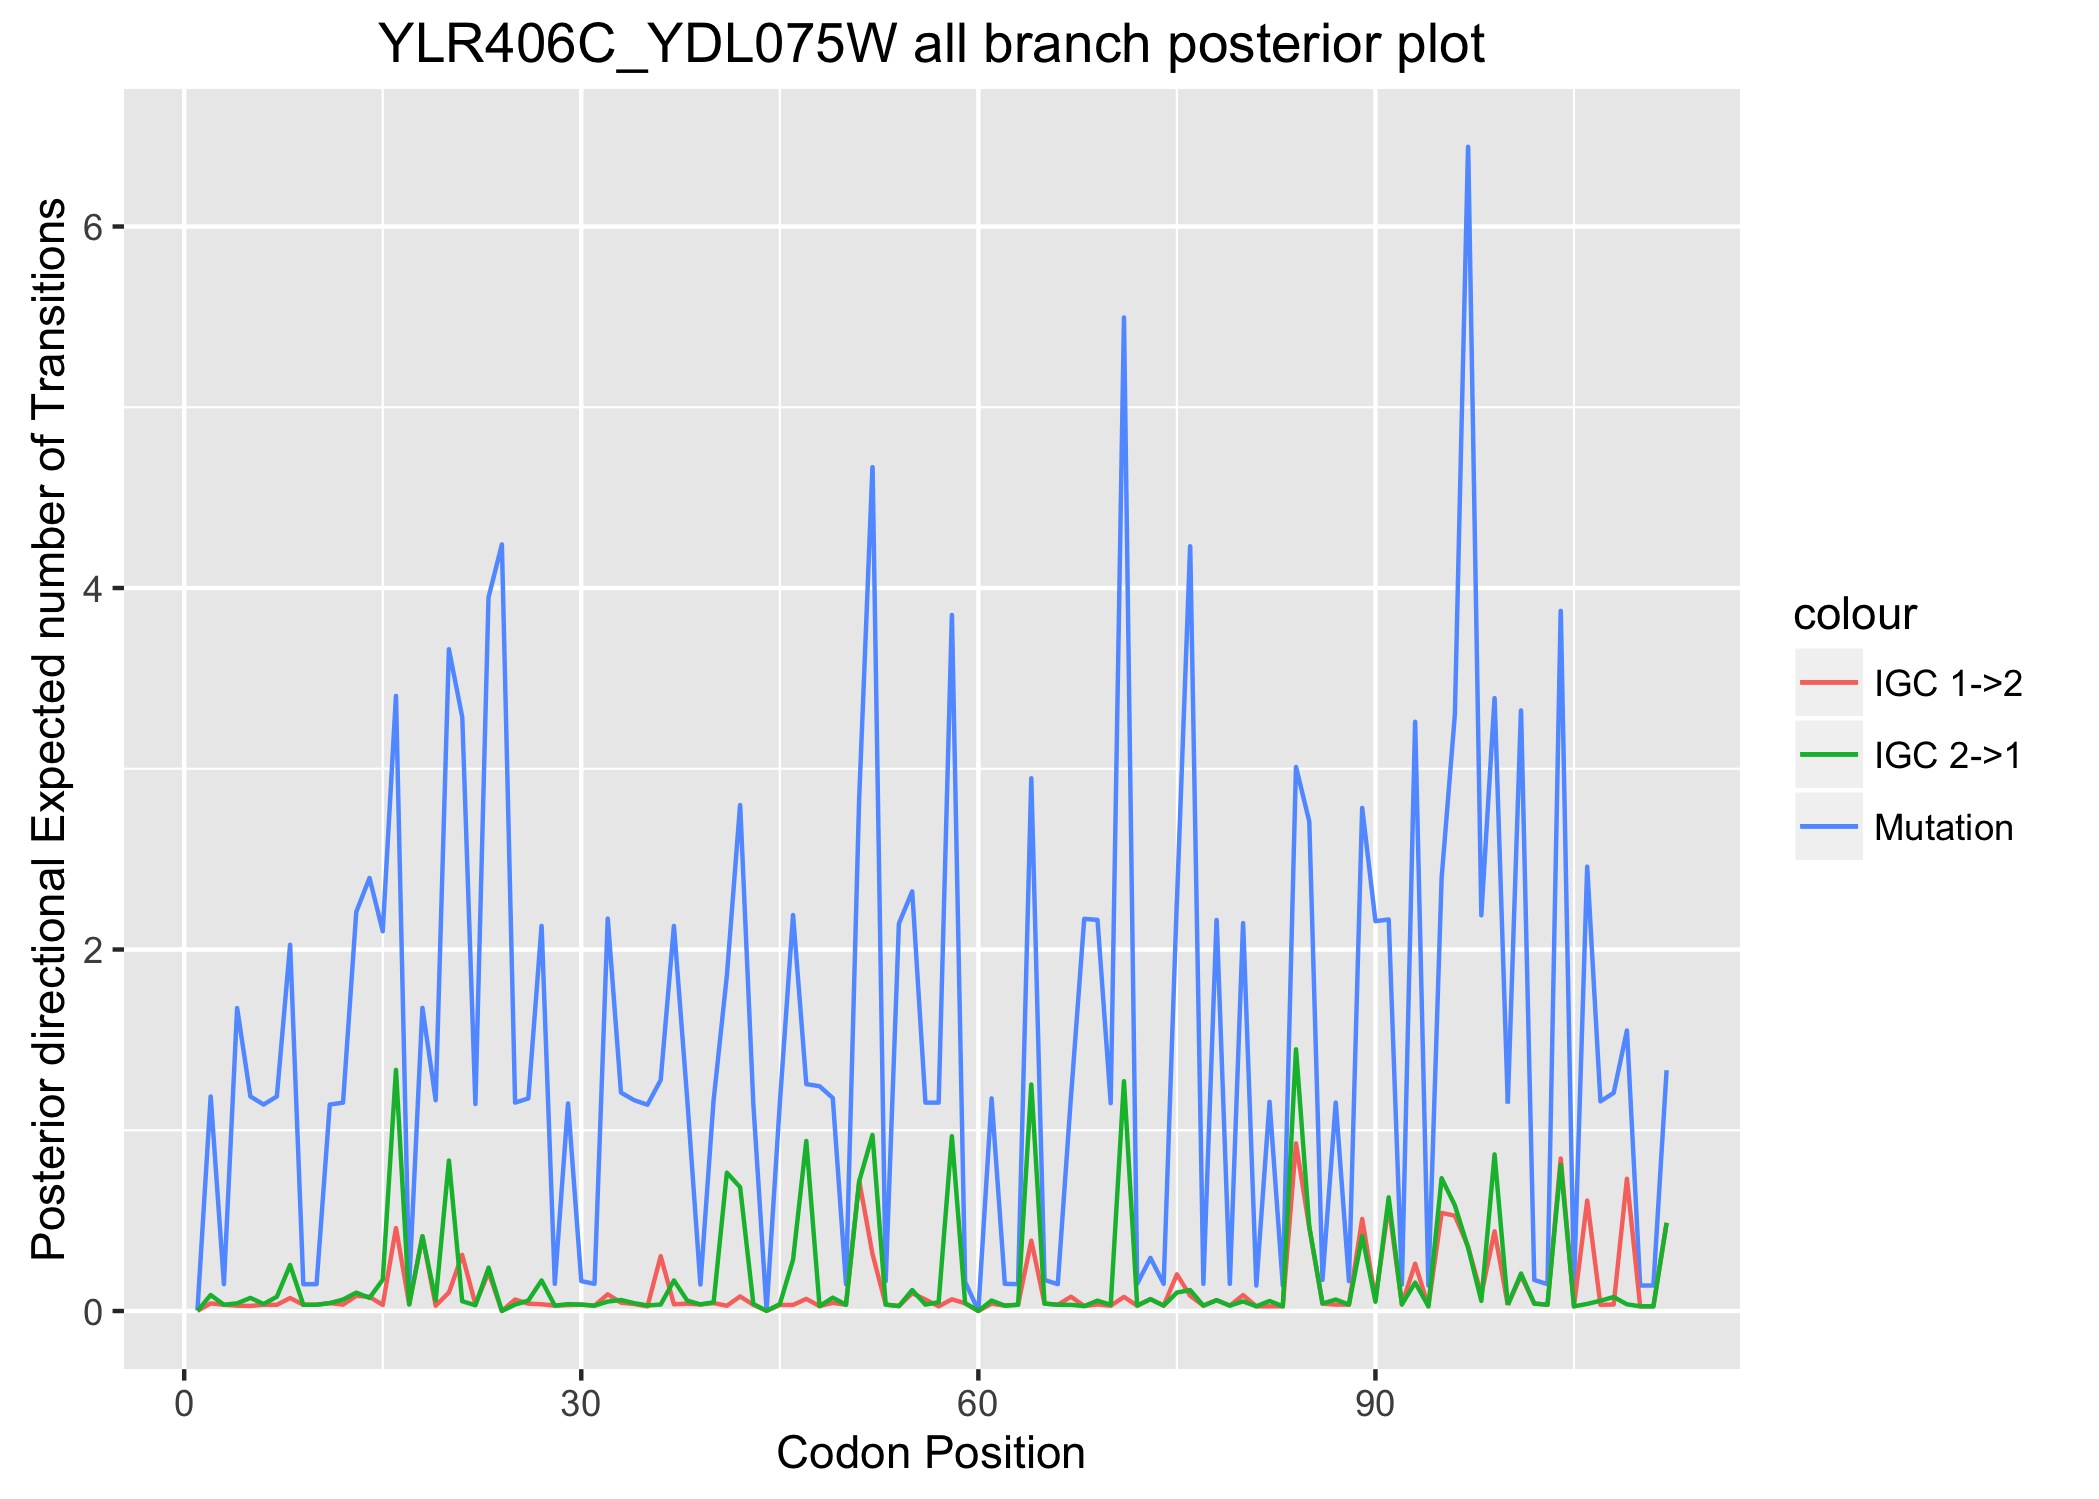 YLR406C_YDL075W all branch posterior plot
Posterior directional Expected number of Transitions
6
4
2
0
0 30 60 90
Codon Position
colour
IGC 1->2
IGC 2->1
Mutation